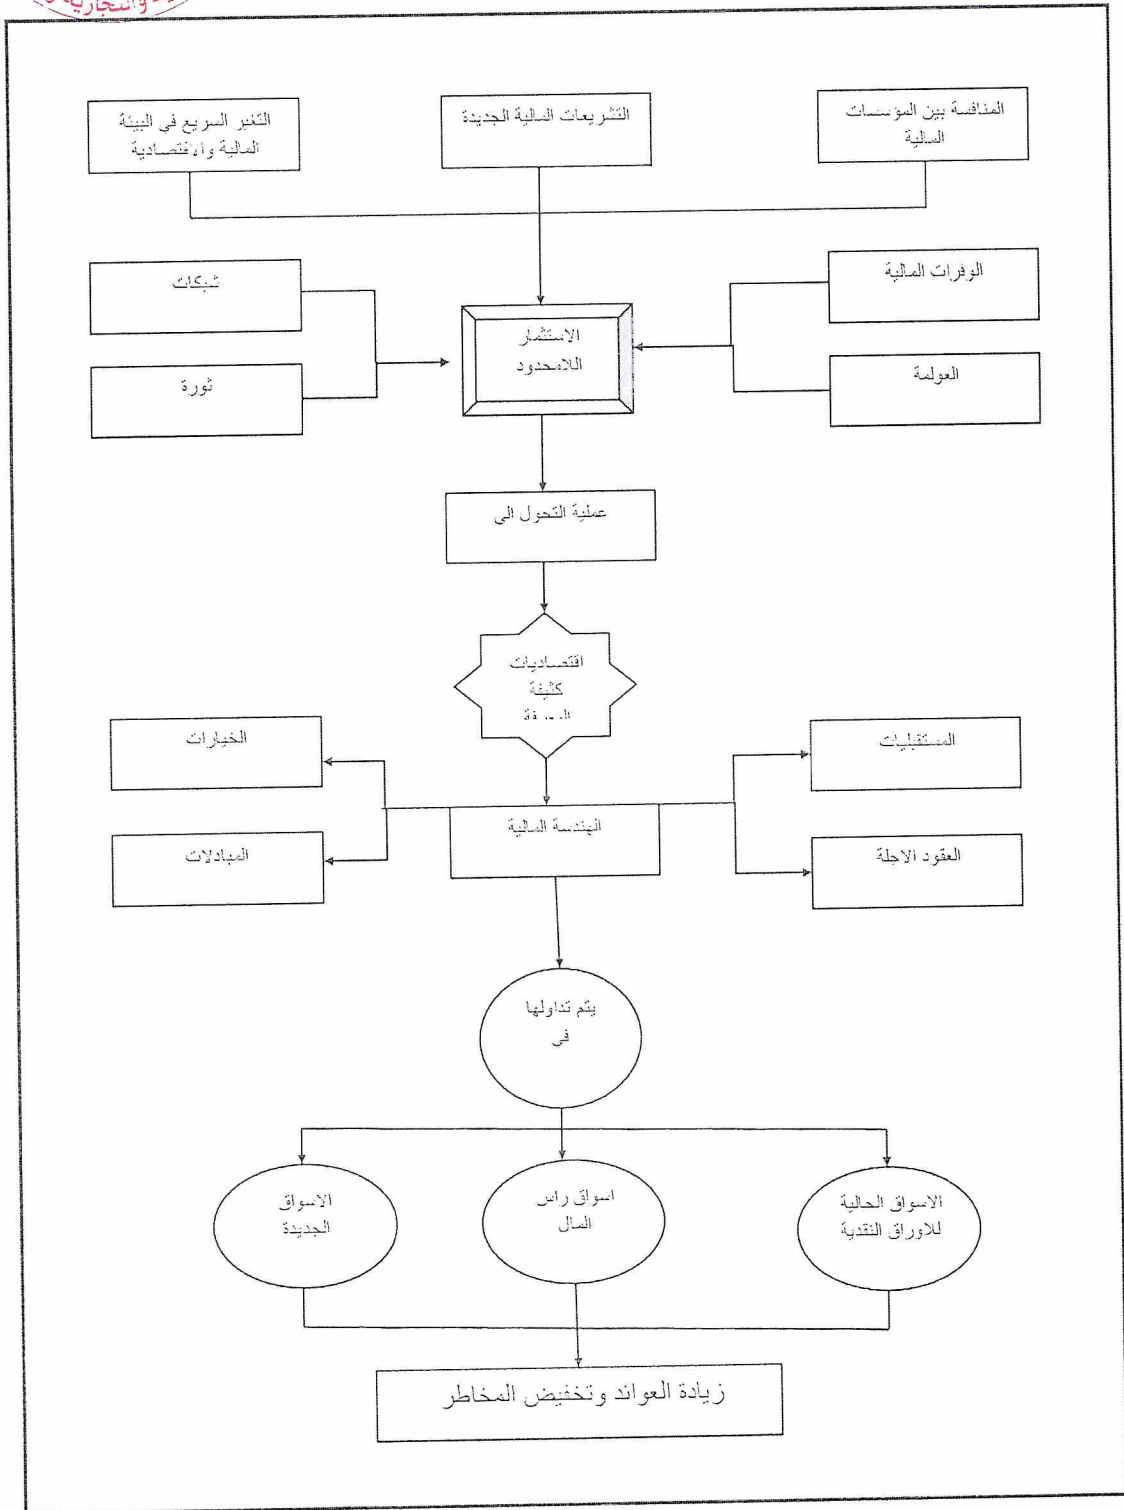 والتجارية
المنافسة بين المؤسسات
المالية
التشريعات المالية الجديدة
التغير السريع في البيئة
المالية والاقتصادية
الوفرات المالية
شبكات
الاستثمار
اللامحدود
العولمة
ثورة
عملية التحول الى
اقتصاديات
كثيفة
المستقبليات
الخيارات
الهندسة المالية
العقود الاجلة
المبادلات
يتم تداولها
في
الاسواق الحالية
للاوراق النقدية
اسواق راس
المال
الاسواق
الجديدة
زيادة العوائد وتخفيض المخاطر